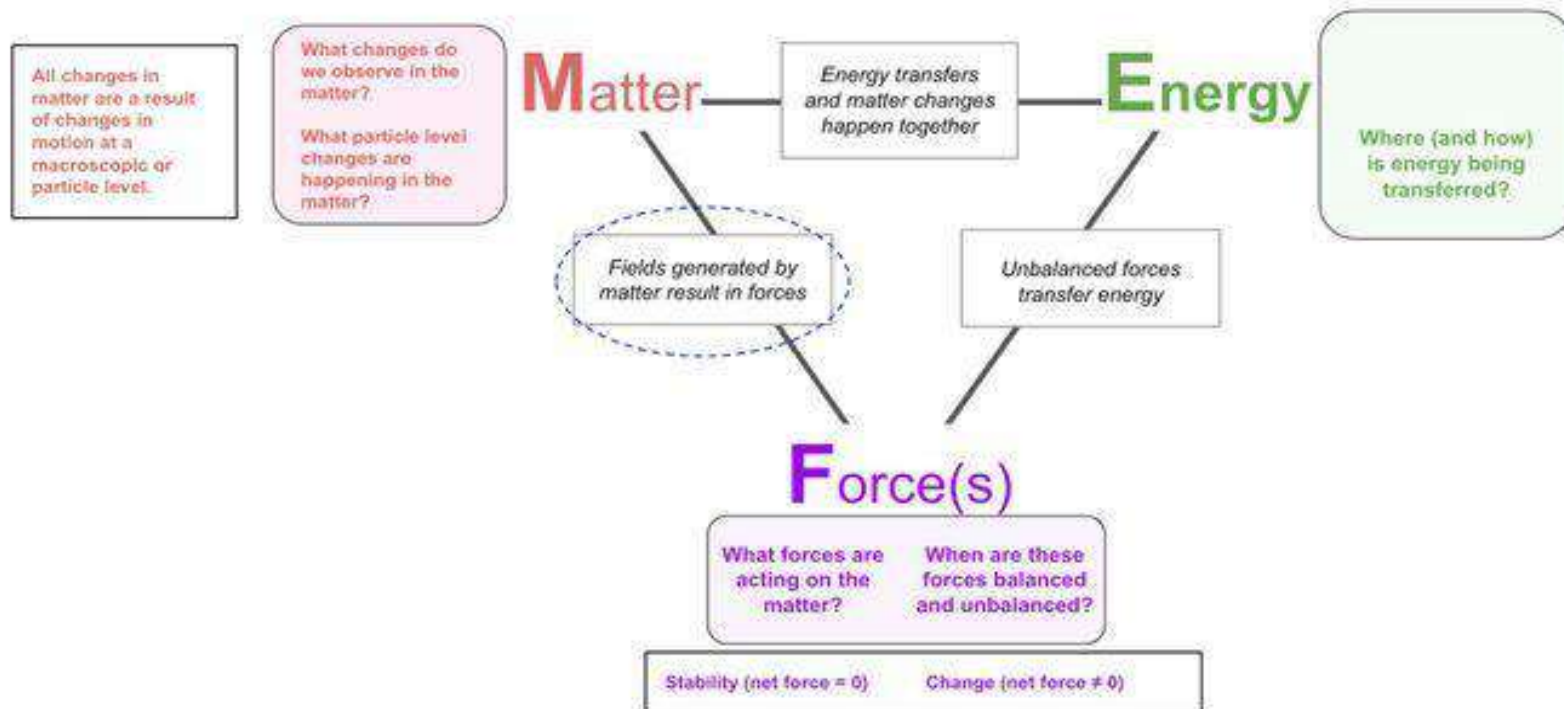 All changes in
matter are a result
of changes in
motion at a
macroscopic or
particle level.
What changes do
we observe in the
matter?
What particle level
changes are
happening in the
matter?
Matter
Energy transfers
and matter changes
happen together
Energy
Where (and how)
is energy being
transferred?
Fields generated by
matter result in forces
Unbalanced forces
transfer energy
Force(s)
What forces are
acting on the
matter?
When are these
forces balanced
and unbalanced?
Stability (net force = 0)
Change (net force ≠ 0)